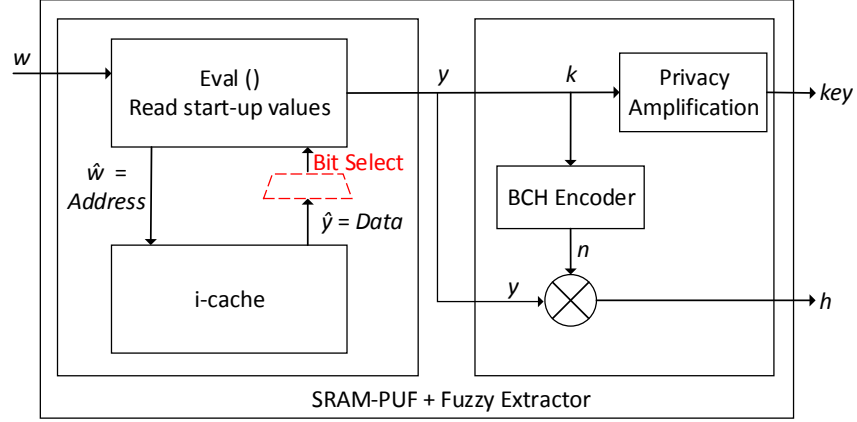 w
Eval ()
Read start-up values
y
k
Privacy
Amplification
key
Bit Select
ŵ =
Address
ŷ = Data
BCH Encoder
n
i-cache
y
h
SRAM-PUF + Fuzzy Extractor